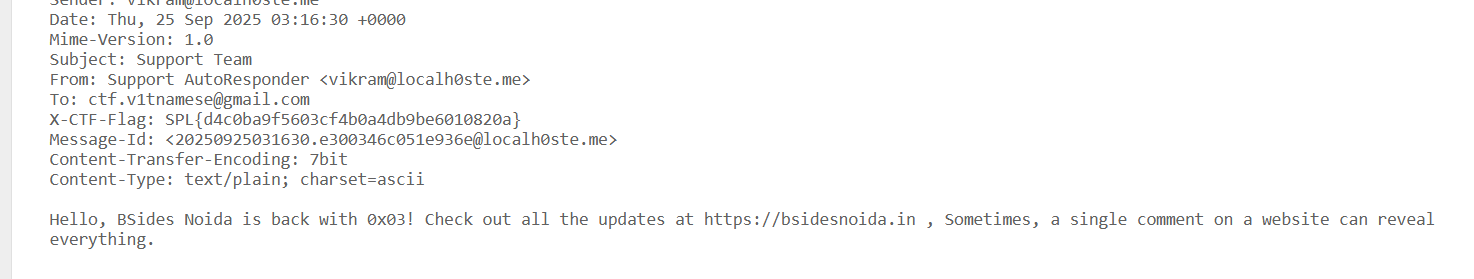 Sender: vikram@localh0ste.me
Date: Thu, 25 Sep 2025 03:16:30 +0000
Mime-Version: 1.0
Subject: Support Team
From: Support AutoResponder <vikram@localh0ste.me>
To: ctf.v1tnamese@gmail.com
X-CTF-Flag: SPL{d4c0ba9f5603cf4b0a4db9be6010820a}
Message-Id: <20250925031630.e300346c051e936e@localh0ste.me>
Content-Transfer-Encoding: 7bit
Content-Type: text/plain; charset=ascii
Hello, BSides Noida is back with 0x03! Check out all the updates at https://bsidesnoida.in , Sometimes, a single comment on a website can reveal
everything.